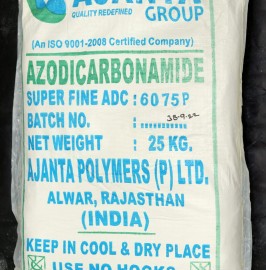 AJANTA
QUALITY REDEFINED GROUP
(An ISO 9001-2008 Certified Company)
AZODICARBONAMIDE
SUPER FINE ADC : 6075P
BATCH NO. :
NET WEIGHT : 25 KG.
AJANTA POLYMERS (P) LTD.
ALWAR, RAJASTHAN
(INDIA)
KEEP IN COOL & DRY PLACE
USE NO HOOKS